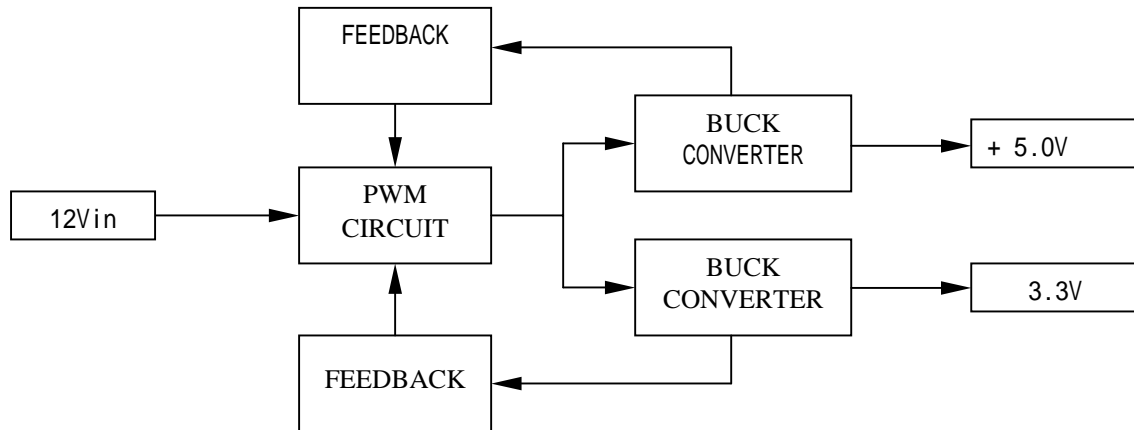 FEEDBACK
BUCK
CONVERTER
+ 5.0V
12Vin
PWM
CIRCUIT
BUCK
CONVERTER
3.3V
FEEDBACK